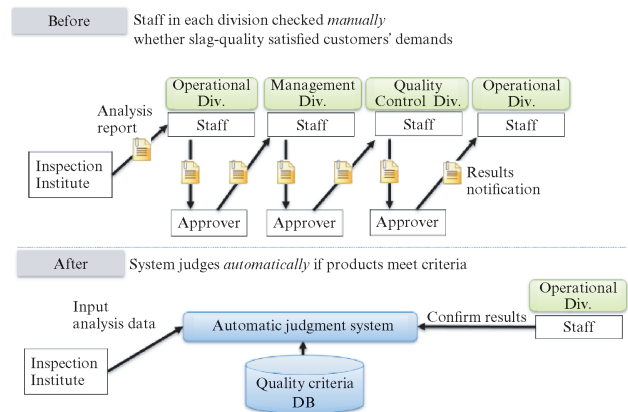 Before
Staff in each division checked manually
whether slag-quality satisfied customers' demands
Operational
Div.
Management
Div.
Quality
Control Div.
Operational
Div.
Analysis
report
Staff
Staff
Staff
Staff
Inspection
Institute
Results
notification
Approver
Approver
Approver
After
System judges automatically if products meet criteria
Operational
Div.
Input
analysis data
Automatic judgment system
Confirm results
Staff
Inspection
Institute
Quality criteria
DB